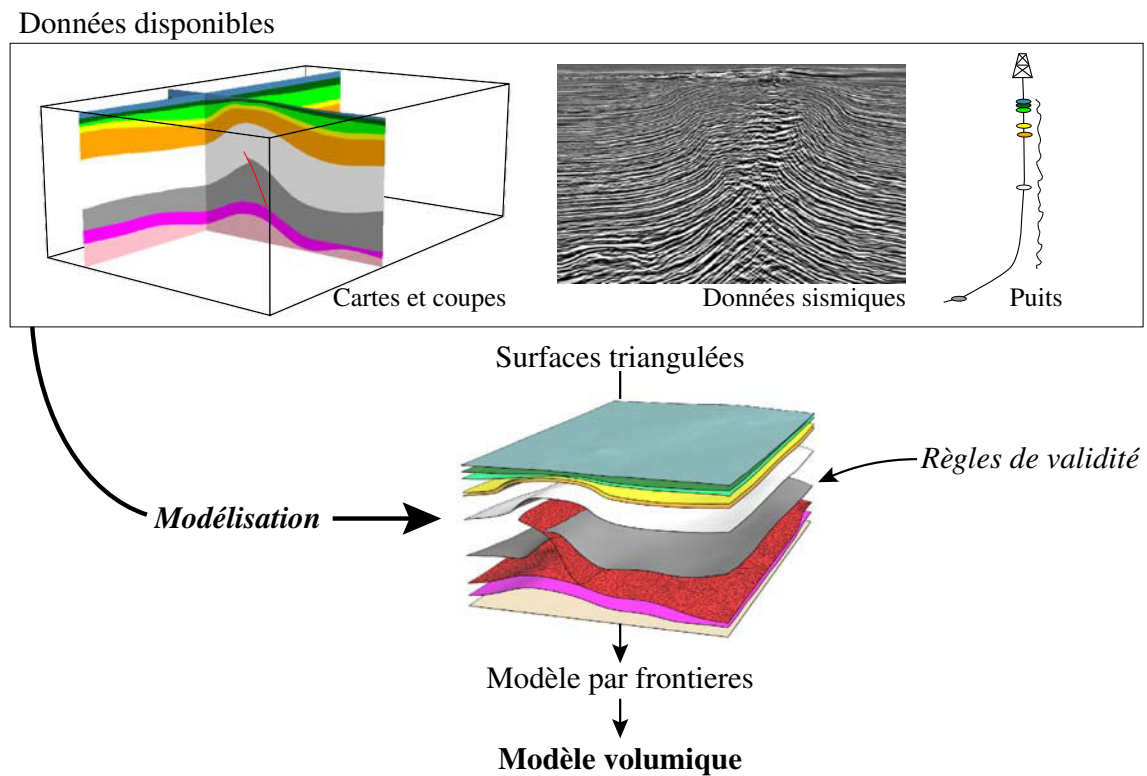 Données disponibles
Cartes et coupes
Données sismiques
Puits
Surfaces triangulées
Règles de validité
Modélisation
Modèle par frontieres
Modèle volumique